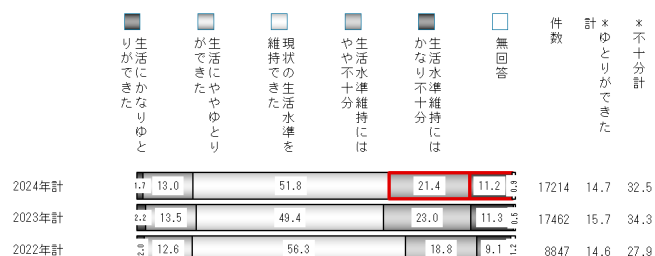 生活にかなりゆとりができた
生活にややゆとりができた
現状の生活水準を維持できた
生活水準維持にはやや不十分
生活水準維持にはかなり不十分
無回答
件数
*ゆとりができた計
*不十分計
2024年計 1.7 13.0 51.8 21.4 11.2 0.9 17214 14.7 32.5
2023年計 2.2 13.5 49.4 23.0 11.3 0.5 17462 15.7 34.3
2022年計 2.0 12.6 56.3 18.8 9.1 1.2 8847 14.6 27.9